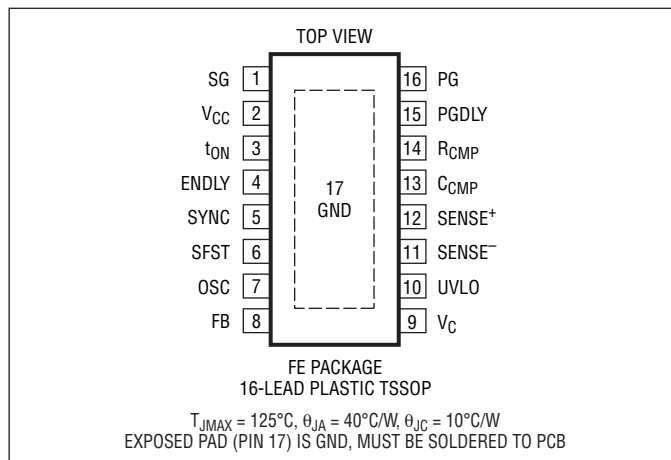 TOP VIEW
SG 1
VCC 2
tON 3
ENDLY 4
SYNC 5
SFST 6
OSC 7
FB 8
17
GND
16 PG
15 PGDLY
14 RCMP
13 CCMP
12 SENSE+
11 SENSE–
10 UVLO
9 VC
FE PACKAGE
16-LEAD PLASTIC TSSOP
TJMAX = 125°C, θJA = 40°C/W, θJC = 10°C/W
EXPOSED PAD (PIN 17) IS GND, MUST BE SOLDERED TO PCB